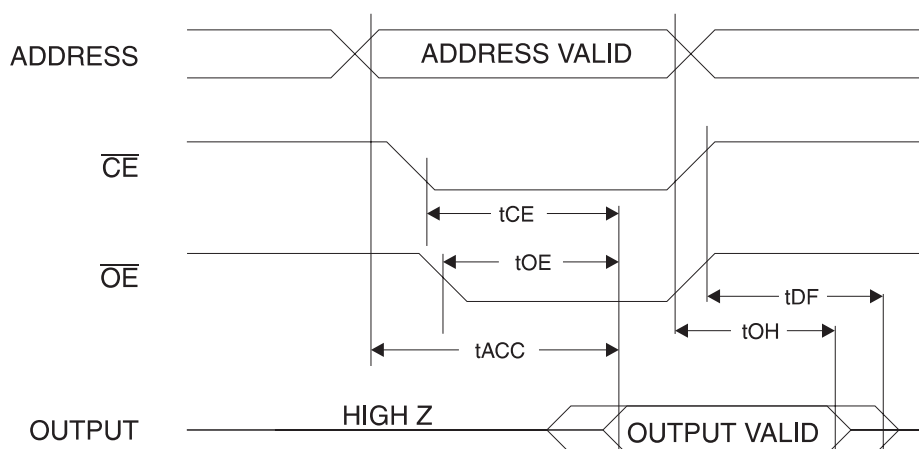 ADDRESS
ADDRESS VALID
CE
tCE
OE
tOE
tDF
tOH
tACC
HIGH Z
OUTPUT
OUTPUT VALID